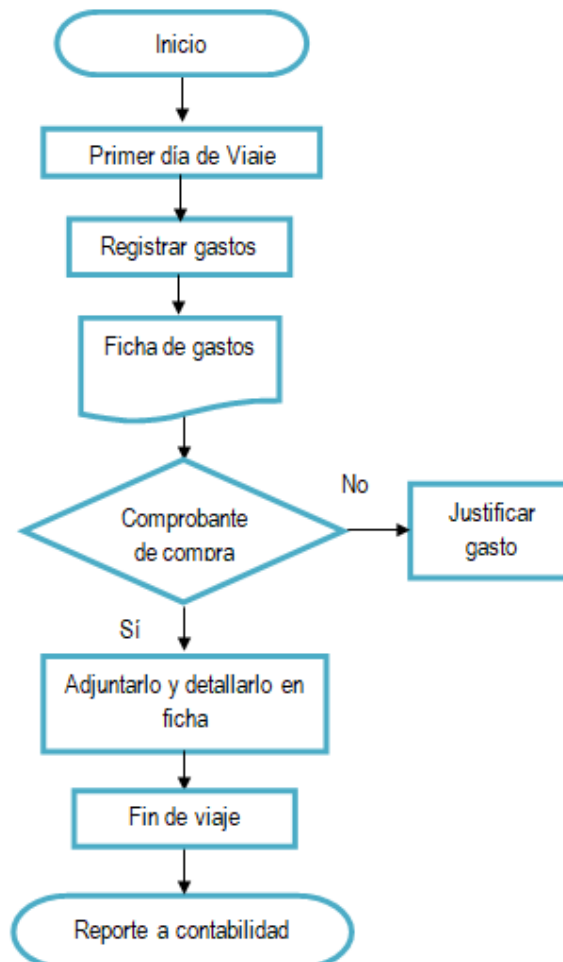 Inicio
Primer día de Viaje
Registrar gastos
Ficha de gastos
Comprobante
de compra
No
Justificar
gasto
Sí
Adjuntarlo y detallarlo en
ficha
Fin de viaje
Reporte a contabilidad